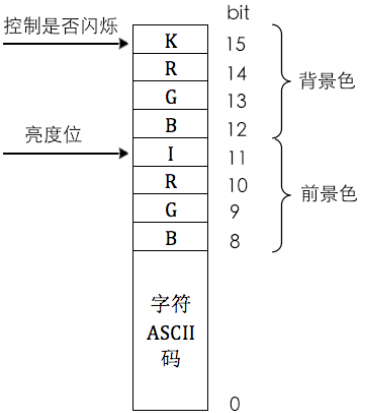 bit
控制是否闪烁
K 15
R 14
G 13
B 12
背景色
亮度位
I 11
R 10
G 9
B 8
前景色
字符
ASCII
码
0